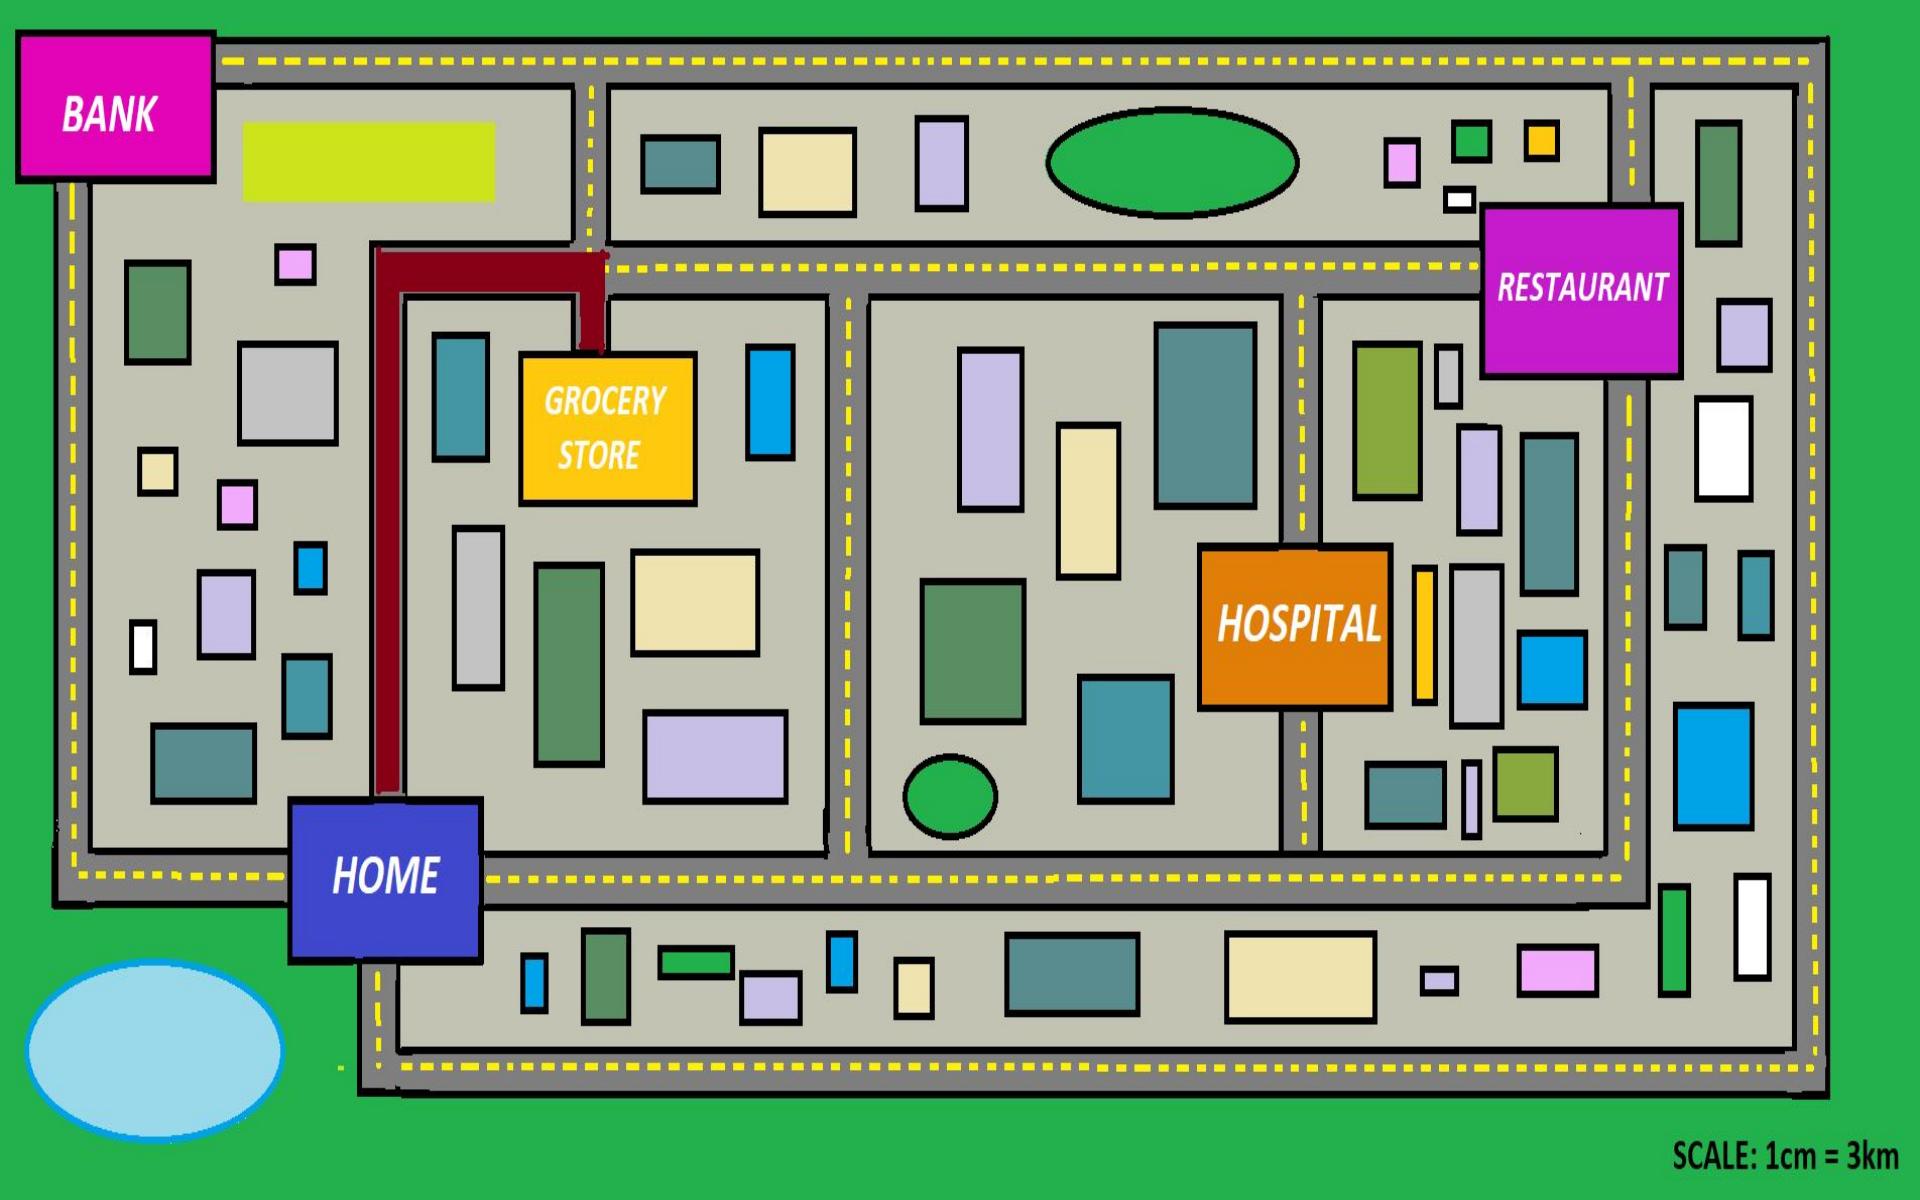 BANK
RESTAURANT
GROCERY
STORE
HOSPITAL
HOME
SCALE: 1cm = 3km